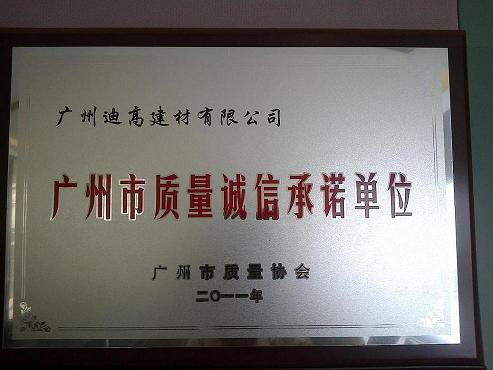 广州迪高建材有限公司
广州市质量诚信承诺单位
广州市质量协会
二〇一一年